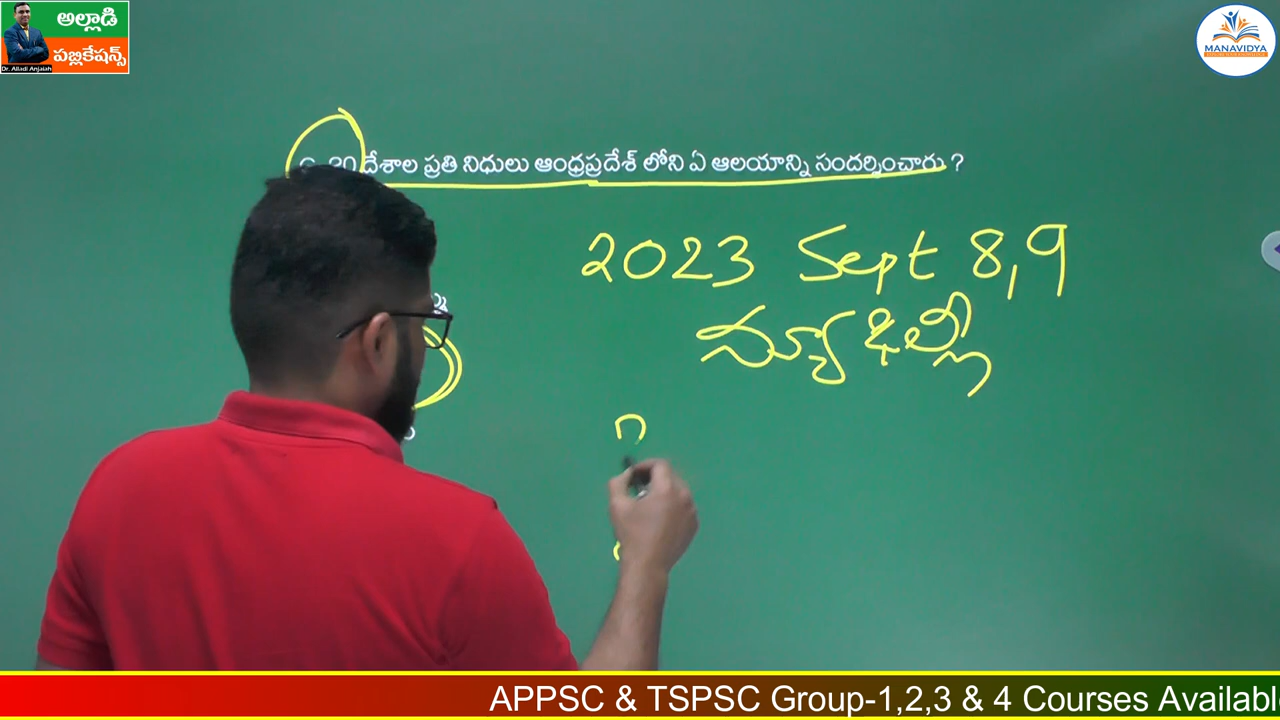 అల్లాడి
పబ్లికేషన్స్
Dr. Alladi Anjaiah
MANAVIDYA
20 దేశాల ప్రతి నిధులు ఆంధ్రప్రదేశ్ లోని ఏ ఆలయాన్ని సందర్శించారు ?
2023 Sept 8,9
న్యూ ఢిల్లీ
APPSC & TSPSC Group-1,2,3 & 4 Courses Availabl